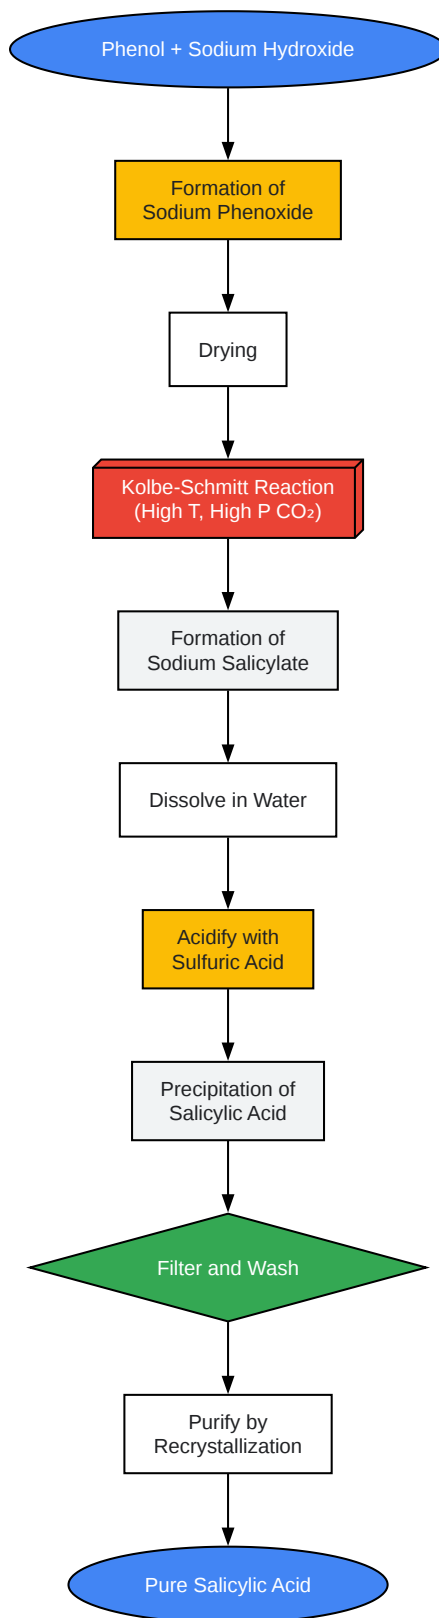 Phenol + Sodium Hydroxide
Formation of
Sodium Phenoxide
Drying
Kolbe-Schmitt Reaction
(High T, High P CO₂)
Formation of
Sodium Salicylate
Dissolve in Water
Acidify with
Sulfuric Acid
Precipitation of
Salicylic Acid
Filter and Wash
Purify by
Recrystallization
Pure Salicylic Acid